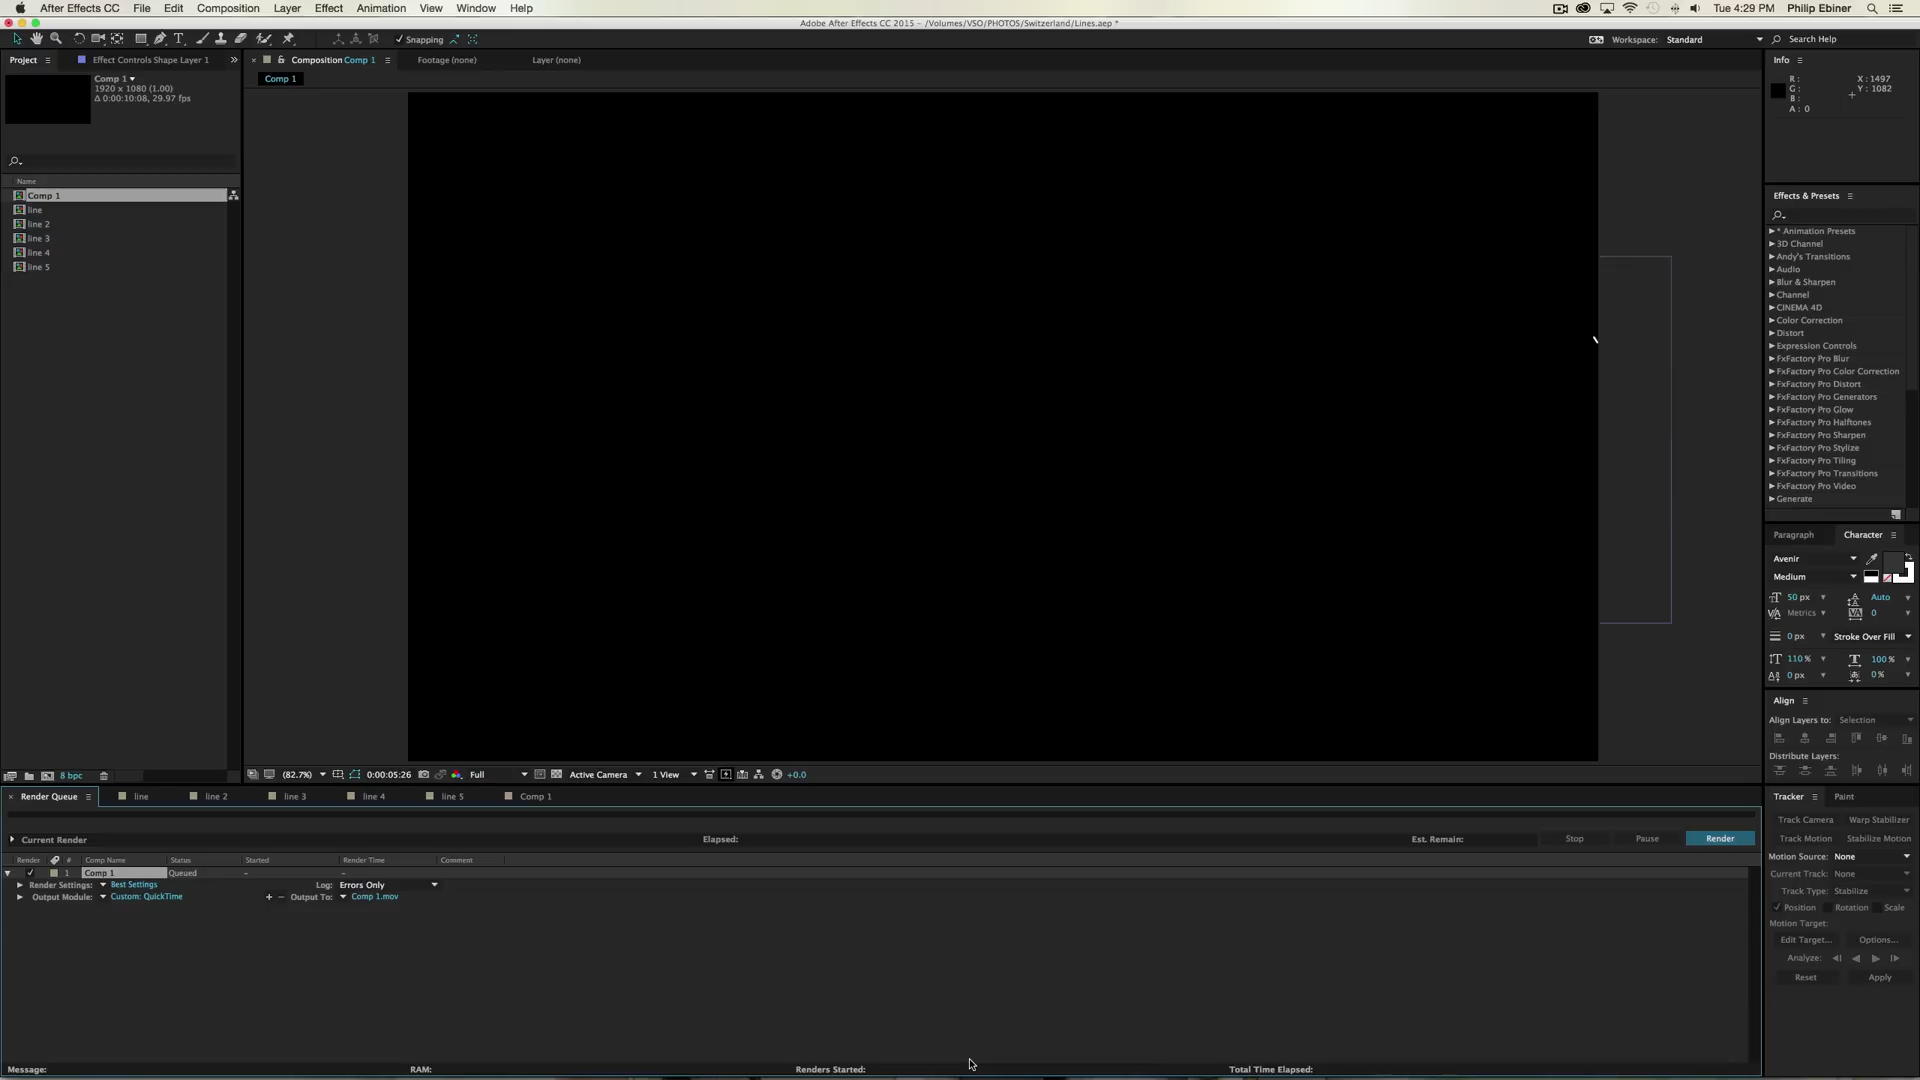 After Effects CC File Edit Composition Layer Effect Animation View Window Help Tue 4:29 PM Philip Ebiner
Adobe After Effects CC 2015 - /Volumes/VSO/PHOTOS/Switzerland/Lines.aep *
Snapping Workspace: Standard Search Help
Project Effect Controls Shape Layer 1 Composition Comp 1 Footage (none) Layer (none) Info
Comp 1
1920 x 1080 (1.00)
Δ 0:00:10:08, 29.97 fps
Comp 1
R :
G :
B :
A : 0
X : 1497
Y : 1082
Name
Comp 1
line
line 2
line 3
line 4
line 5
Effects & Presets
* Animation Presets
3D Channel
Andy's Transitions
Audio
Blur & Sharpen
Channel
CINEMA 4D
Color Correction
Distort
Expression Controls
FxFactory Pro Blur
FxFactory Pro Color Correction
FxFactory Pro Distort
FxFactory Pro Generators
FxFactory Pro Glow
FxFactory Pro Halftones
FxFactory Pro Sharpen
FxFactory Pro Stylize
FxFactory Pro Tiling
FxFactory Pro Transitions
FxFactory Pro Video
Generate
Paragraph Character
Avenir
Medium
50 px Auto
Metrics 0
0 px Stroke Over Fill
110 % 100 %
0 px 0 %
Align
Align Layers to: Selection
Distribute Layers:
8 bpc (82.7%) 0:00:05:26 Full Active Camera 1 View +0.0
Render Queue line line 2 line 3 line 4 line 5 Comp 1
Current Render Elapsed: Est. Remain: Stop Pause Render
Render # Comp Name Status Started Render Time Comment
1 Comp 1 Queued - -
Render Settings: Best Settings Log: Errors Only
Output Module: Custom: QuickTime + - Output To: Comp 1.mov
Tracker Paint
Track Camera Warp Stabilizer
Track Motion Stabilize Motion
Motion Source: None
Current Track: None
Track Type: Stabilize
Position Rotation Scale
Motion Target:
Edit Target... Options...
Analyze:
Reset Apply
Message: RAM: Renders Started: Total Time Elapsed: